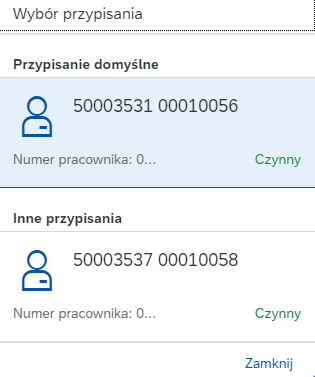 Wybór przypisania
Przypisanie domyślne
50003531 00010056
Numer pracownika: 0... Czynny
Inne przypisania
50003537 00010058
Numer pracownika: 0... Czynny
Zamknij